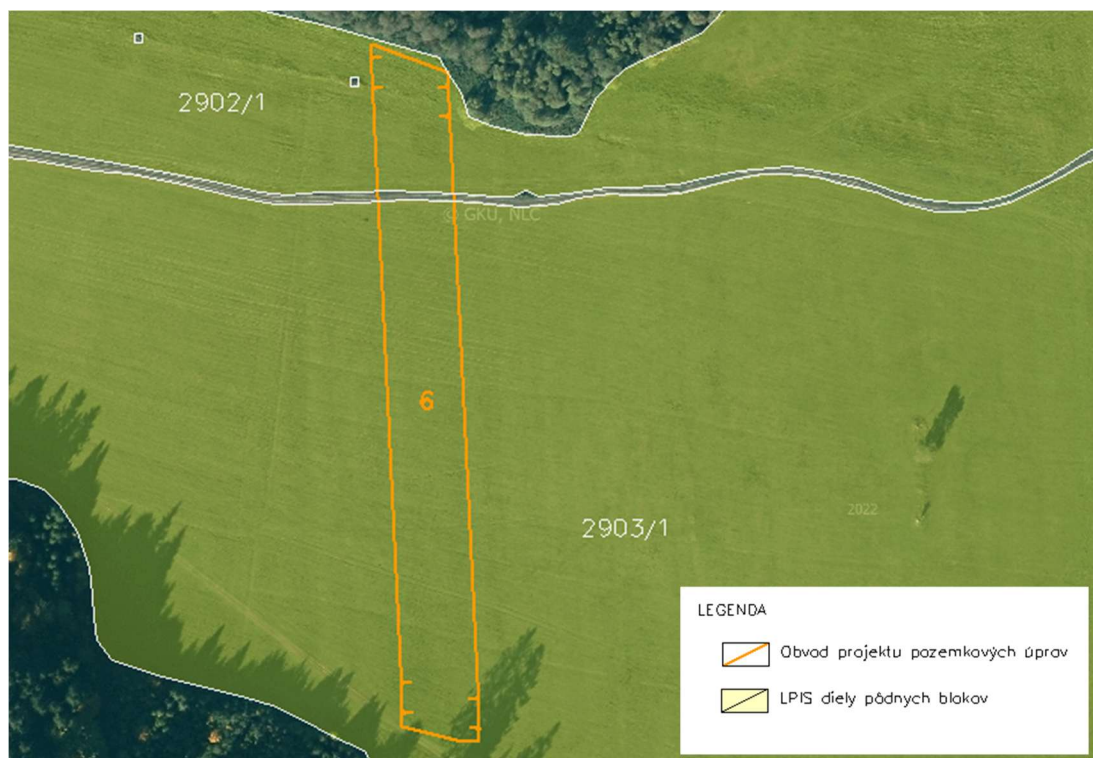 2902/1
© GKU, NLC
6
2903/1
2022
LEGENDA
Obvod projektu pozemkových úprav
LPIS diely pôdnych blokov